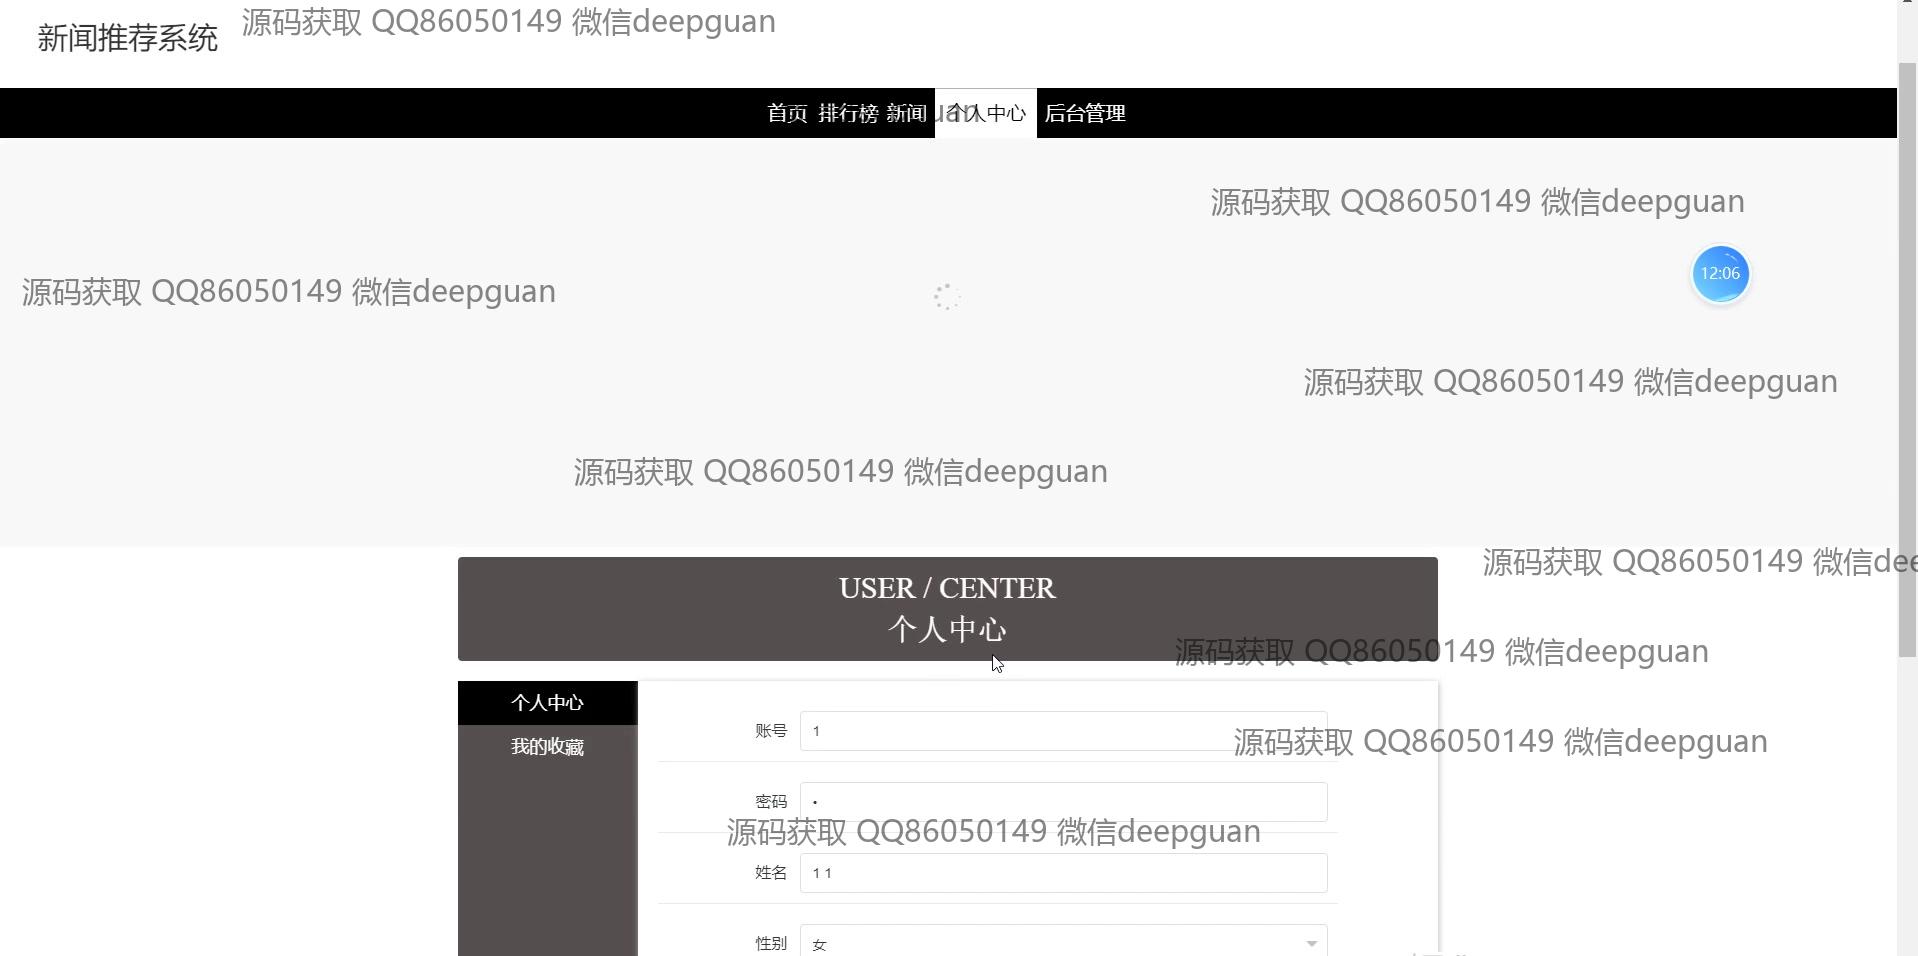 新闻推荐系统
源码获取 QQ86050149 微信deepguan
首页 排行榜 新闻 个人中心 后台管理
uan
源码获取 QQ86050149 微信deepguan
12:06
源码获取 QQ86050149 微信deepguan
源码获取 QQ86050149 微信deepguan
源码获取 QQ86050149 微信deepguan
源码获取 QQ86050149 微信dee
USER / CENTER
个人中心
源码获取 QQ86050149 微信deepguan
个人中心
我的收藏
账号 1
源码获取 QQ86050149 微信deepguan
密码 •
源码获取 QQ86050149 微信deepguan
姓名 1 1
性别 女